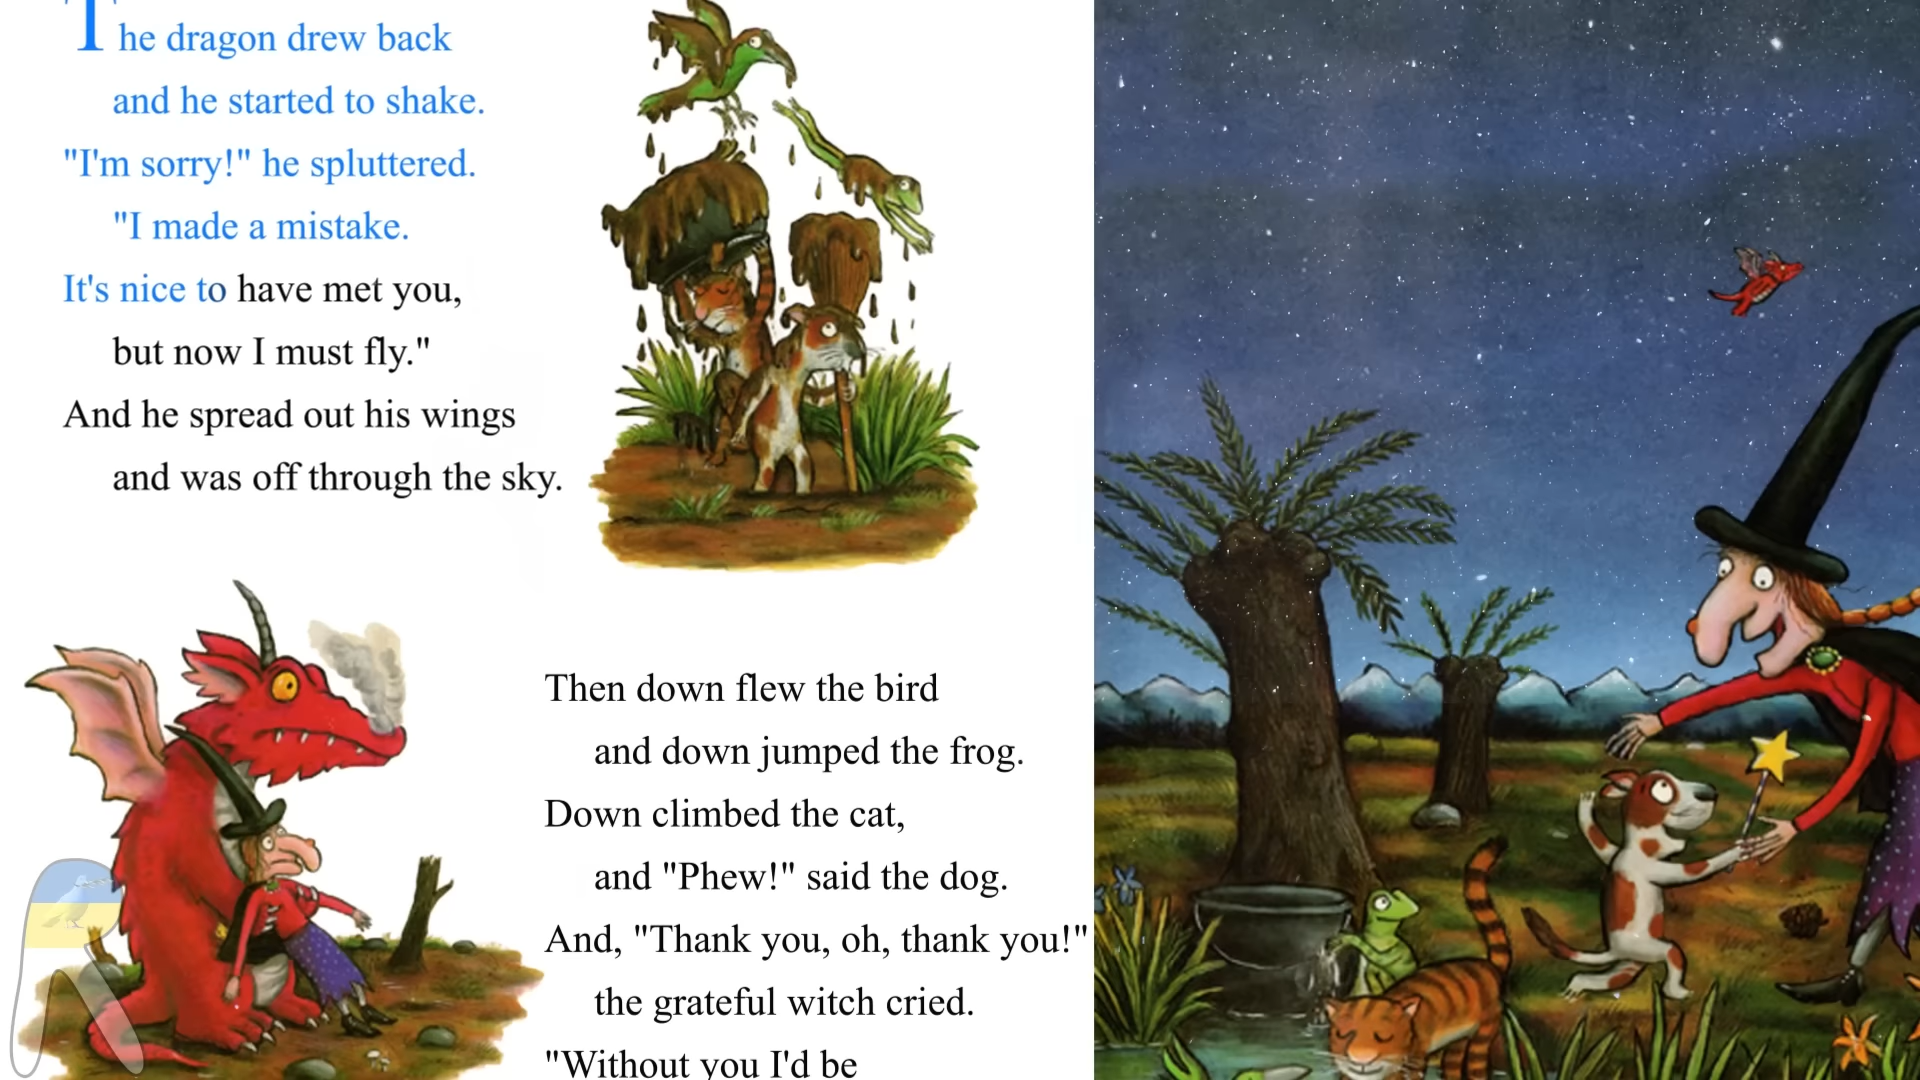 The dragon drew back
and he started to shake.
"I'm sorry!" he spluttered.
"I made a mistake.
It's nice to have met you,
but now I must fly."
And he spread out his wings
and was off through the sky.
Then down flew the bird
and down jumped the frog.
Down climbed the cat,
and "Phew!" said the dog.
And, "Thank you, oh, thank you!"
the grateful witch cried.
"Without you I'd be